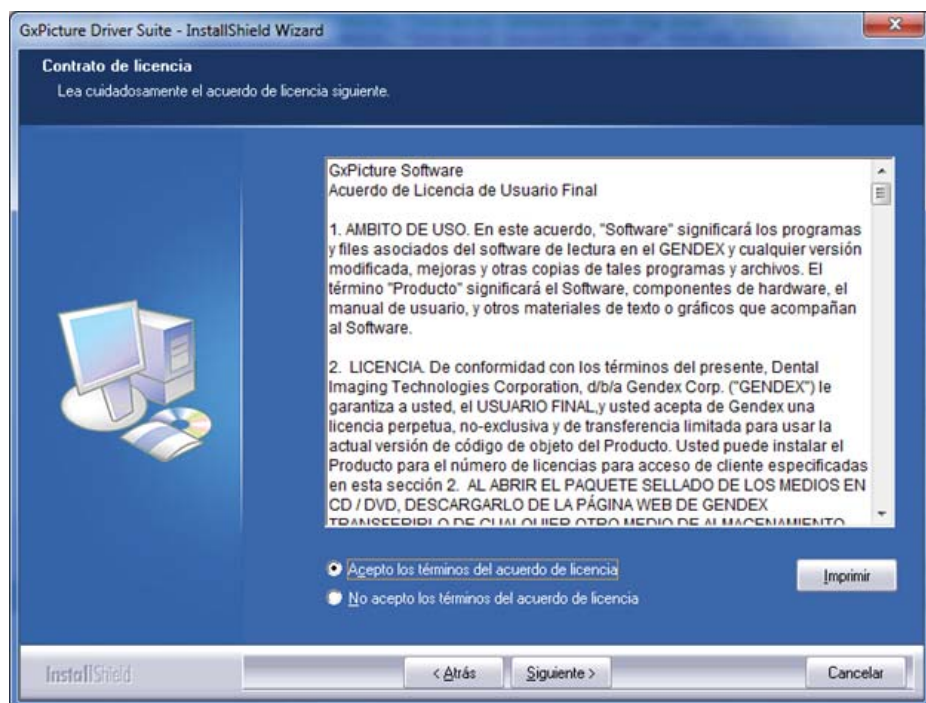 GxPicture Driver Suite - InstallShield Wizard
Contrato de licencia
Lea cuidadosamente el acuerdo de licencia siguiente.
GxPicture Software
Acuerdo de Licencia de Usuario Final
1. AMBITO DE USO. En este acuerdo, "Software" significará los programas
y files asociados del software de lectura en el GENDEX y cualquier versión
modificada, mejoras y otras copias de tales programas y archivos. El
término "Producto" significará el Software, componentes de hardware, el
manual de usuario, y otros materiales de texto o gráficos que acompañan
al Software.
2. LICENCIA. De conformidad con los términos del presente, Dental
Imaging Technologies Corporation, d/b/a Gendex Corp. ("GENDEX") le
garantiza a usted, el USUARIO FINAL,y usted acepta de Gendex una
licencia perpetua, no-exclusiva y de transferencia limitada para usar la
actual versión de código de objeto del Producto. Usted puede instalar el
Producto para el número de licencias para acceso de cliente especificadas
en esta sección 2. AL ABRIR EL PAQUETE SELLADO DE LOS MEDIOS EN
CD / DVD, DESCARGARLO DE LA PÁGINA WEB DE GENDEX
TRANSFERIRLO DE CUALQUIER OTRO MEDIO DE ALMACENAMIENTO
Acepto los términos del acuerdo de licencia
No acepto los términos del acuerdo de licencia
Imprimir
InstallShield
< Atrás
Siguiente >
Cancelar